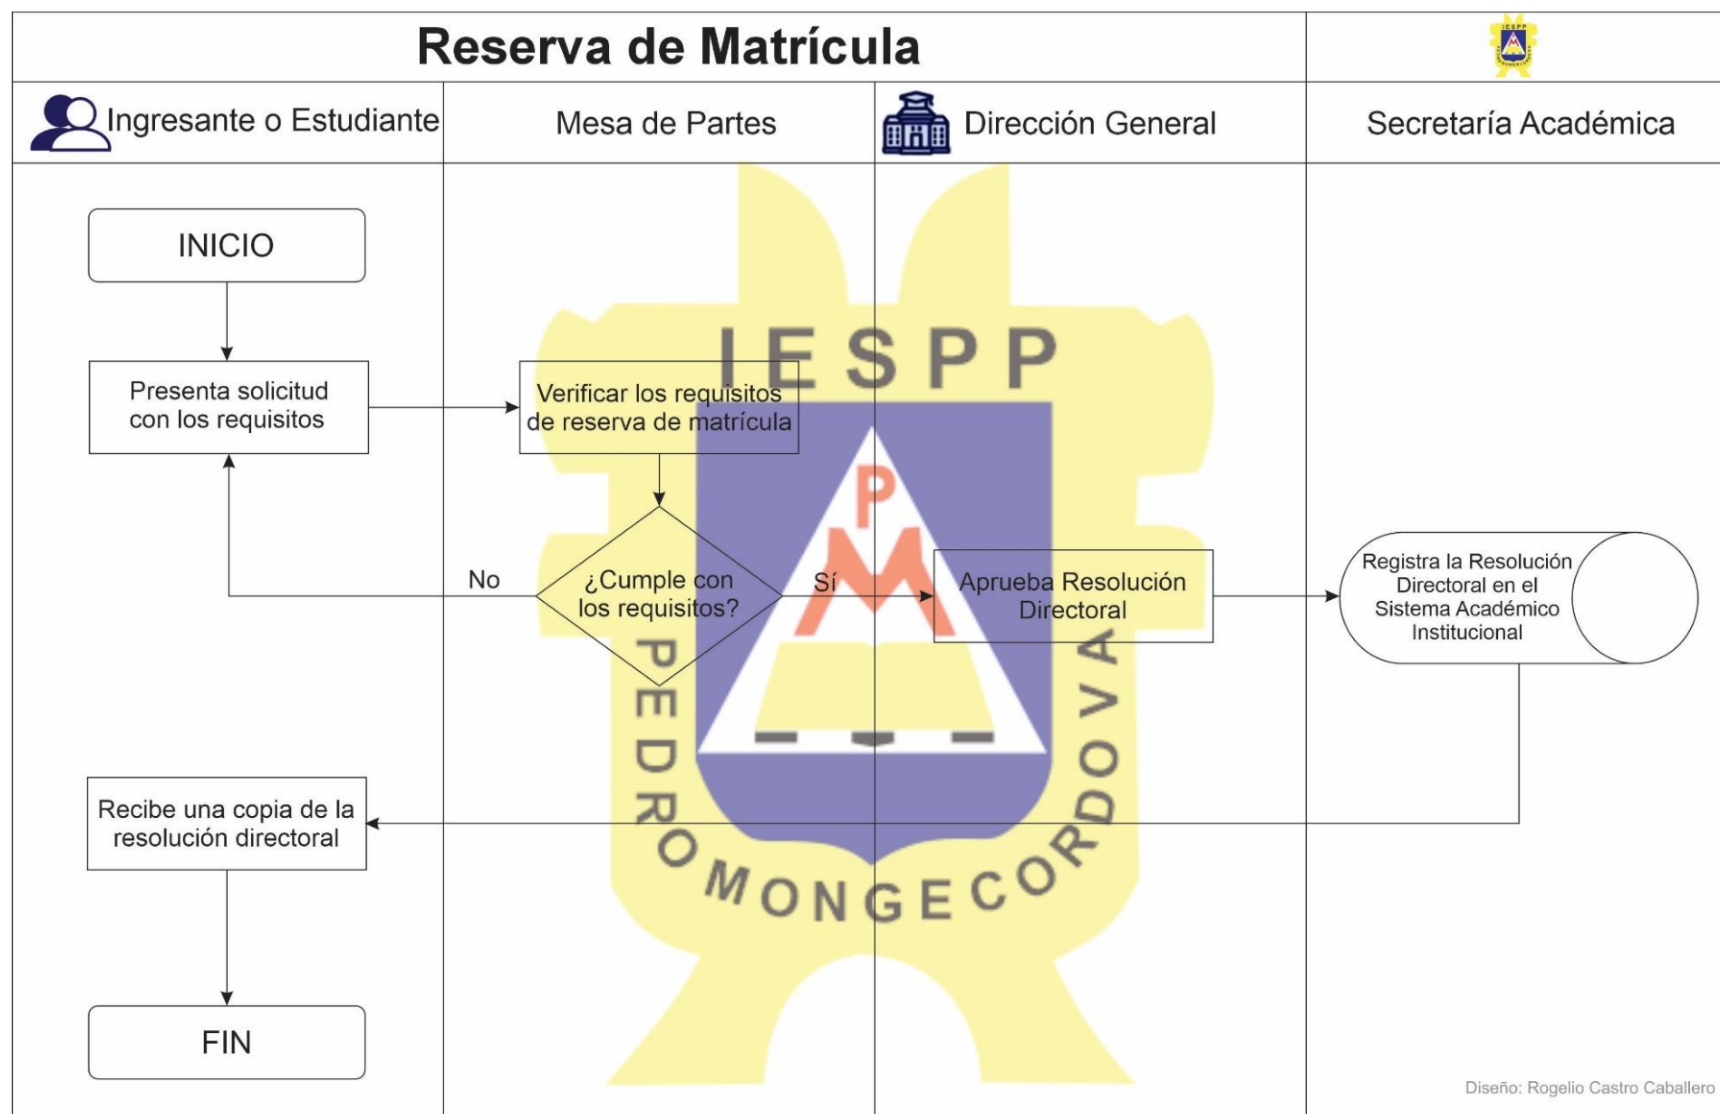 Reserva de Matrícula
IESPP
Ingresante o Estudiante
Mesa de Partes
Dirección General
Secretaría Académica
INICIO
IESPP
Presenta solicitud
con los requisitos
Verificar los requisitos
de reserva de matrícula
P
M
No
¿Cumple con
los requisitos?
Sí
Aprueba Resolución
Directoral
Registra la Resolución
Directoral en el
Sistema Académico
Institucional
PEDRO MONGE CORDOVA
Recibe una copia de la
resolución directoral
FIN
Diseño: Rogelio Castro Caballero